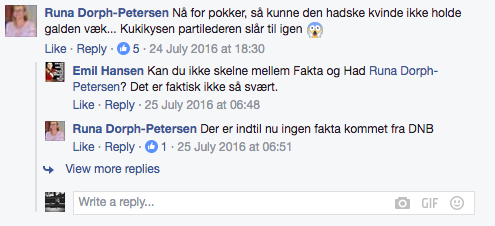 Runa Dorph-Petersen Nå for pokker, så kunne den hadske kvinde ikke holde
galden væk... Kukikysen partilederen slår til igen 😱
Like · Reply · 5 · 24 July 2016 at 18:30
Emil Hansen Kan du ikke skelne mellem Fakta og Had Runa Dorph-
Petersen? Det er faktisk ikke så svært.
Like · Reply · 25 July 2016 at 06:48
Runa Dorph-Petersen Der er indtil nu ingen fakta kommet fra DNB
Like · Reply · 1 · 25 July 2016 at 06:51
View more replies
Write a reply...
GIF